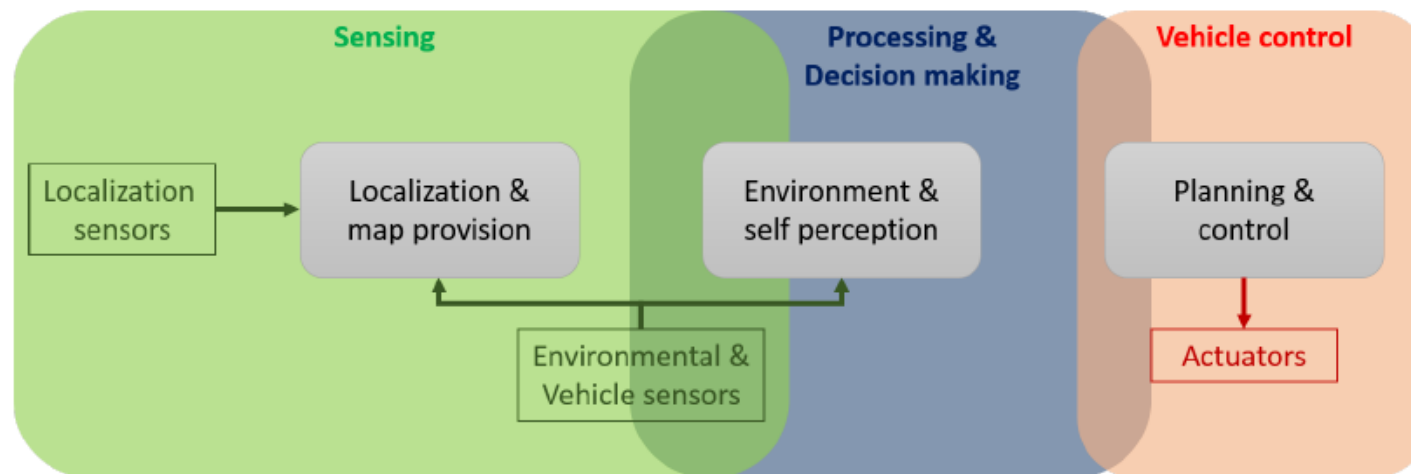 Sensing
Processing &
Decision making
Vehicle control
Localization
sensors
Localization &
map provision
Environment &
self perception
Planning &
control
Environmental &
Vehicle sensors
Actuators